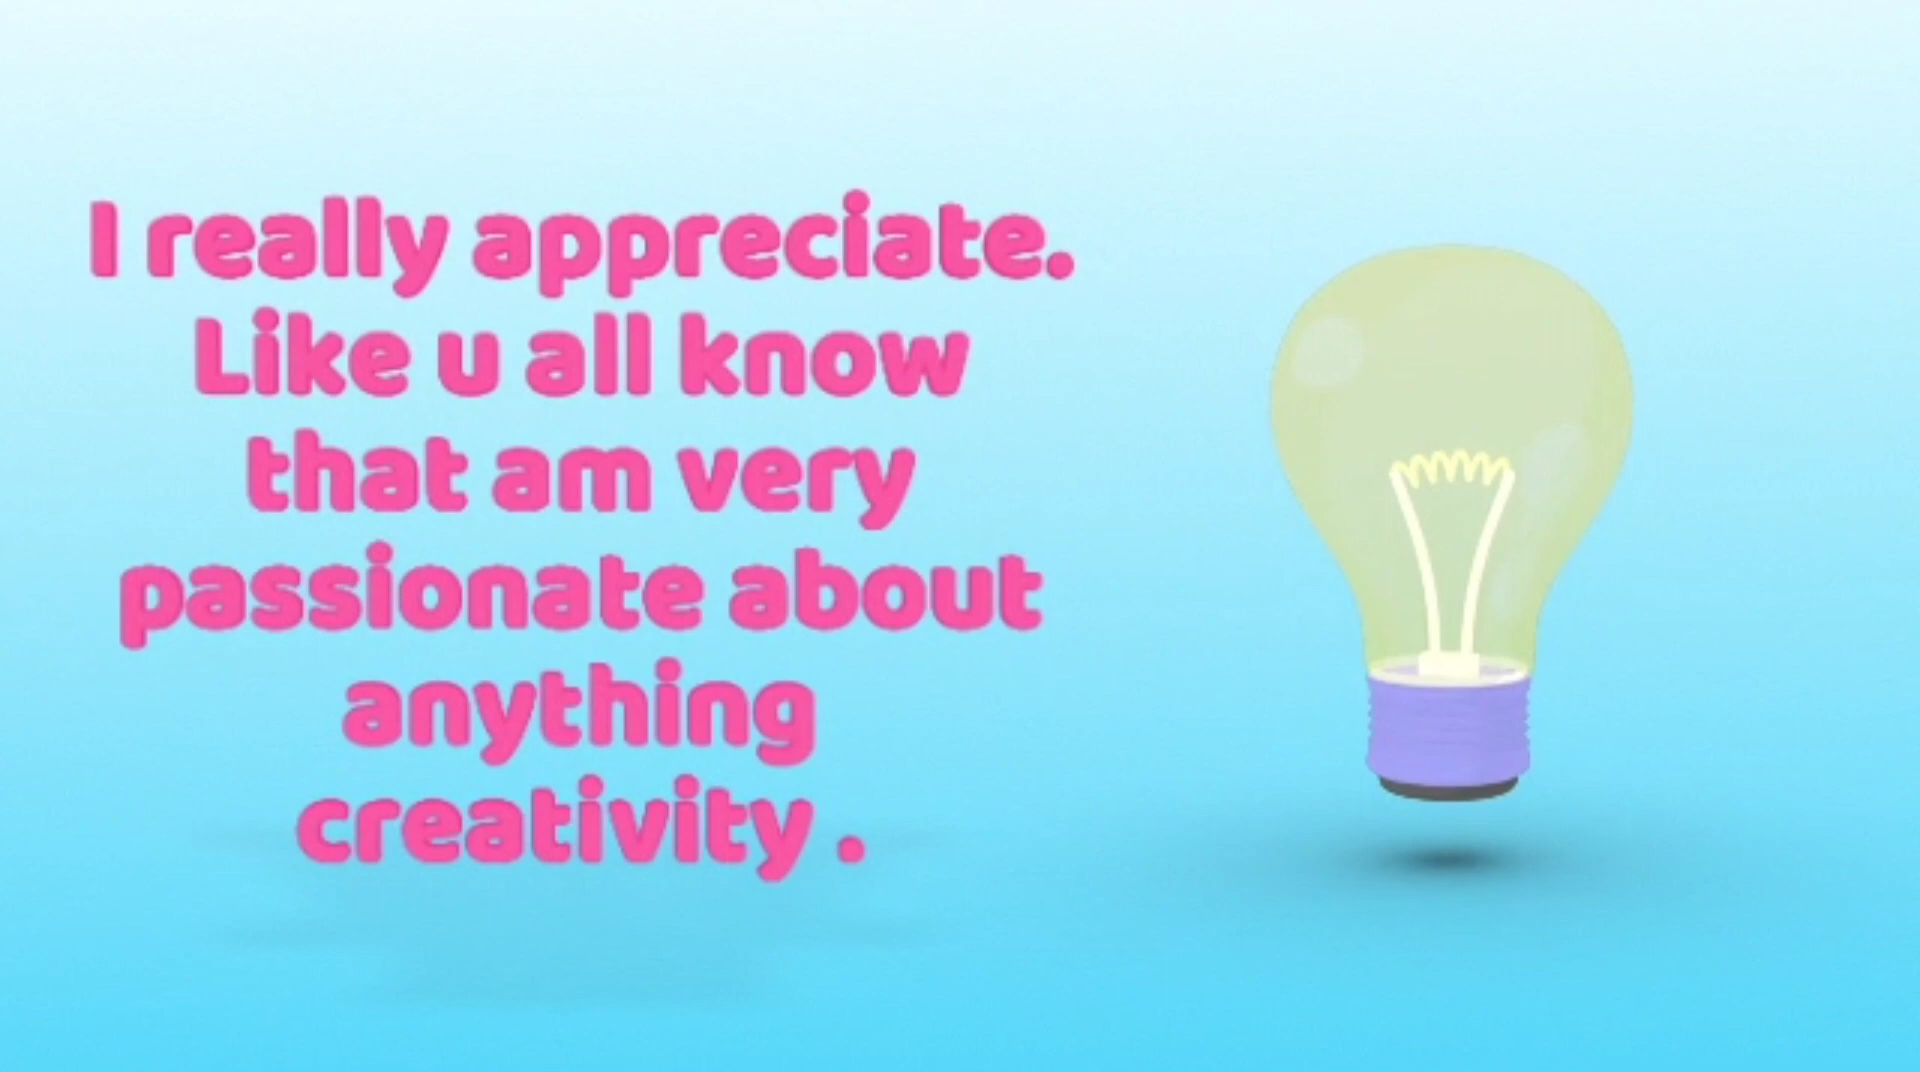 I really appreciate.
Like u all know
that am very
passionate about
anything
creativity .